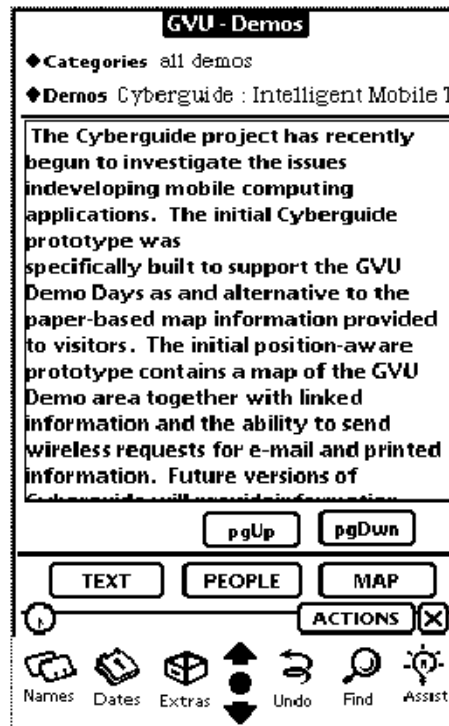 GVU - Demos
◆Categories all demos
◆Demos Cyberguide : Intelligent Mobile T
The Cyberguide project has recently
begun to investigate the issues
indeveloping mobile computing
applications. The initial Cyberguide
prototype was
specifically built to support the GVU
Demo Days as and alternative to the
paper-based map information provided
to visitors. The initial position-aware
prototype contains a map of the GVU
Demo area together with linked
information and the ability to send
wireless requests for e-mail and printed
information. Future versions of
Cyberguide will provideinformation
pgUp pgDwn
TEXT PEOPLE MAP
ACTIONS
Names Dates Extras Undo Find Assist